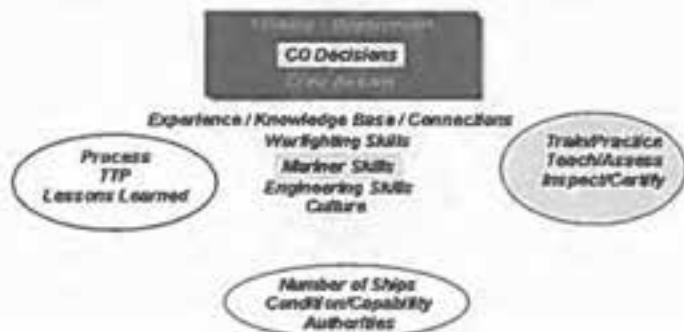 CO Decisions
Experience / Knowledge Base / Connections
Warfighting Skills
Mariner Skills
Engineering Skills
Culture
Process
TTP
Lessons Learned
Train/Practice
Teach/Assess
Inspect/Certify
Number of Ships
Condition/Capability
Authorities